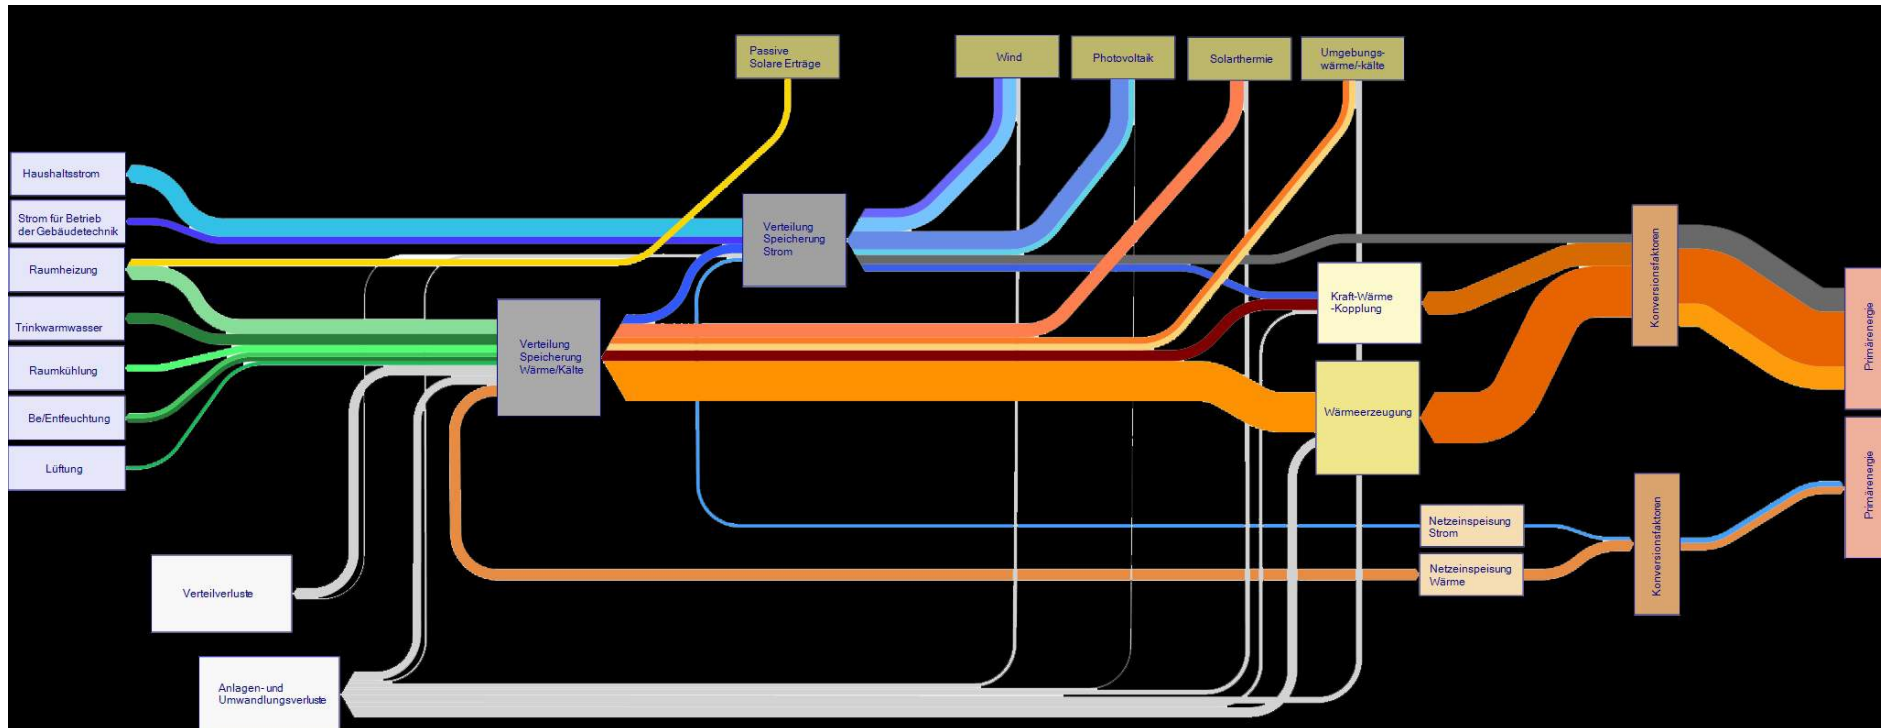 Passive
Solare Erträge
Wind
Photovoltaik
Solarthermie
Umgebungs-
wärme/-kälte
Haushaltsstrom
Strom für Betrieb
der Gebäudetechnik
Raumheizung
Trinkwarmwasser
Raumkühlung
Be/Entfeuchtung
Lüftung
Verteilung
Speicherung
Strom
Verteilung
Speicherung
Wärme/Kälte
Kraft-Wärme
-Kopplung
Wärmeerzeugung
Konversionsfaktoren
Primärenergie
Netzeinspeisung
Strom
Netzeinspeisung
Wärme
Konversionsfaktoren
Primärenergie
Verteilverluste
Anlagen- und
Umwandlungsverluste